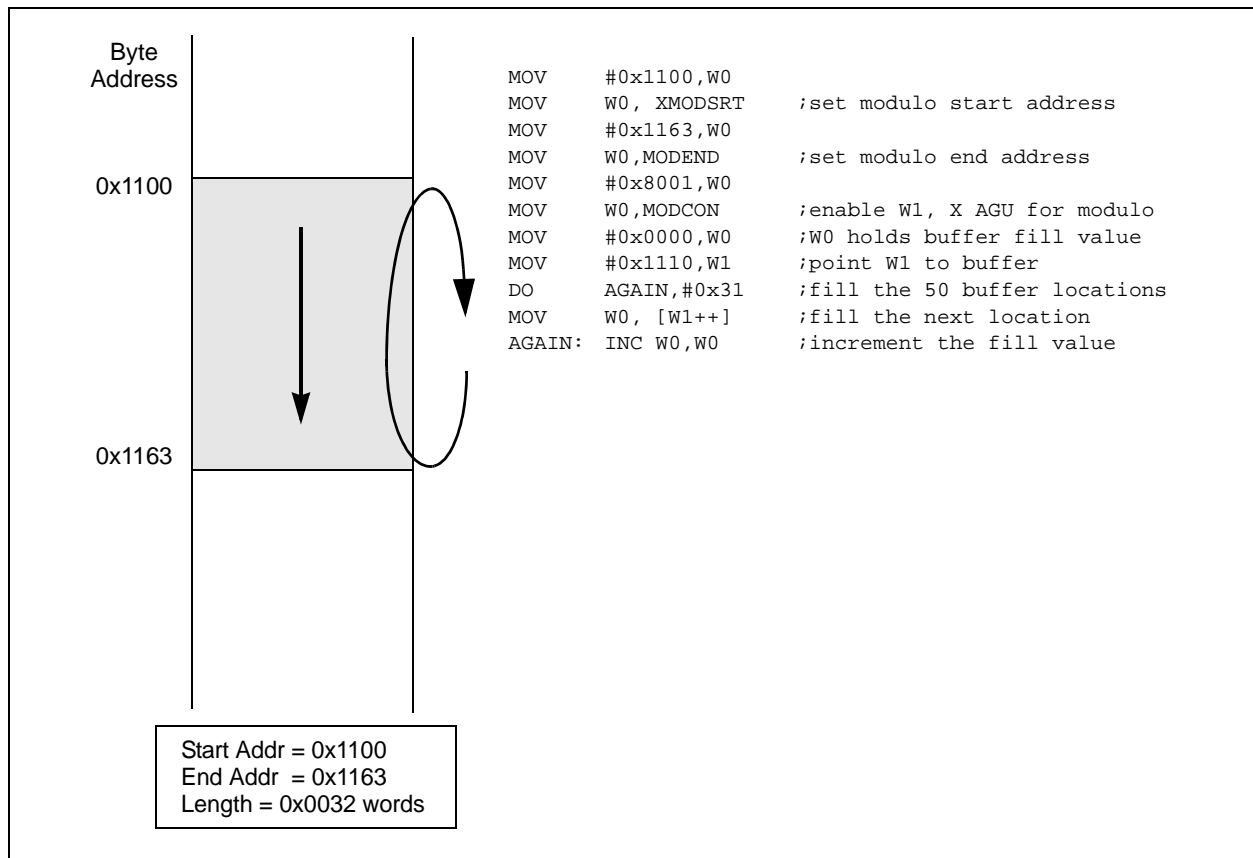 Byte
Address
0x1100
0x1163
MOV #0x1100,W0
MOV W0, XMODSRT ;set modulo start address
MOV #0x1163,W0
MOV W0,MODEND ;set modulo end address
MOV #0x8001,W0
MOV W0,MODCON ;enable W1, X AGU for modulo
MOV #0x0000,W0 ;W0 holds buffer fill value
MOV #0x1110,W1 ;point W1 to buffer
DO AGAIN,#0x31 ;fill the 50 buffer locations
MOV W0, [W1++] ;fill the next location
AGAIN: INC W0,W0 ;increment the fill value
Start Addr = 0x1100
End Addr = 0x1163
Length = 0x0032 words